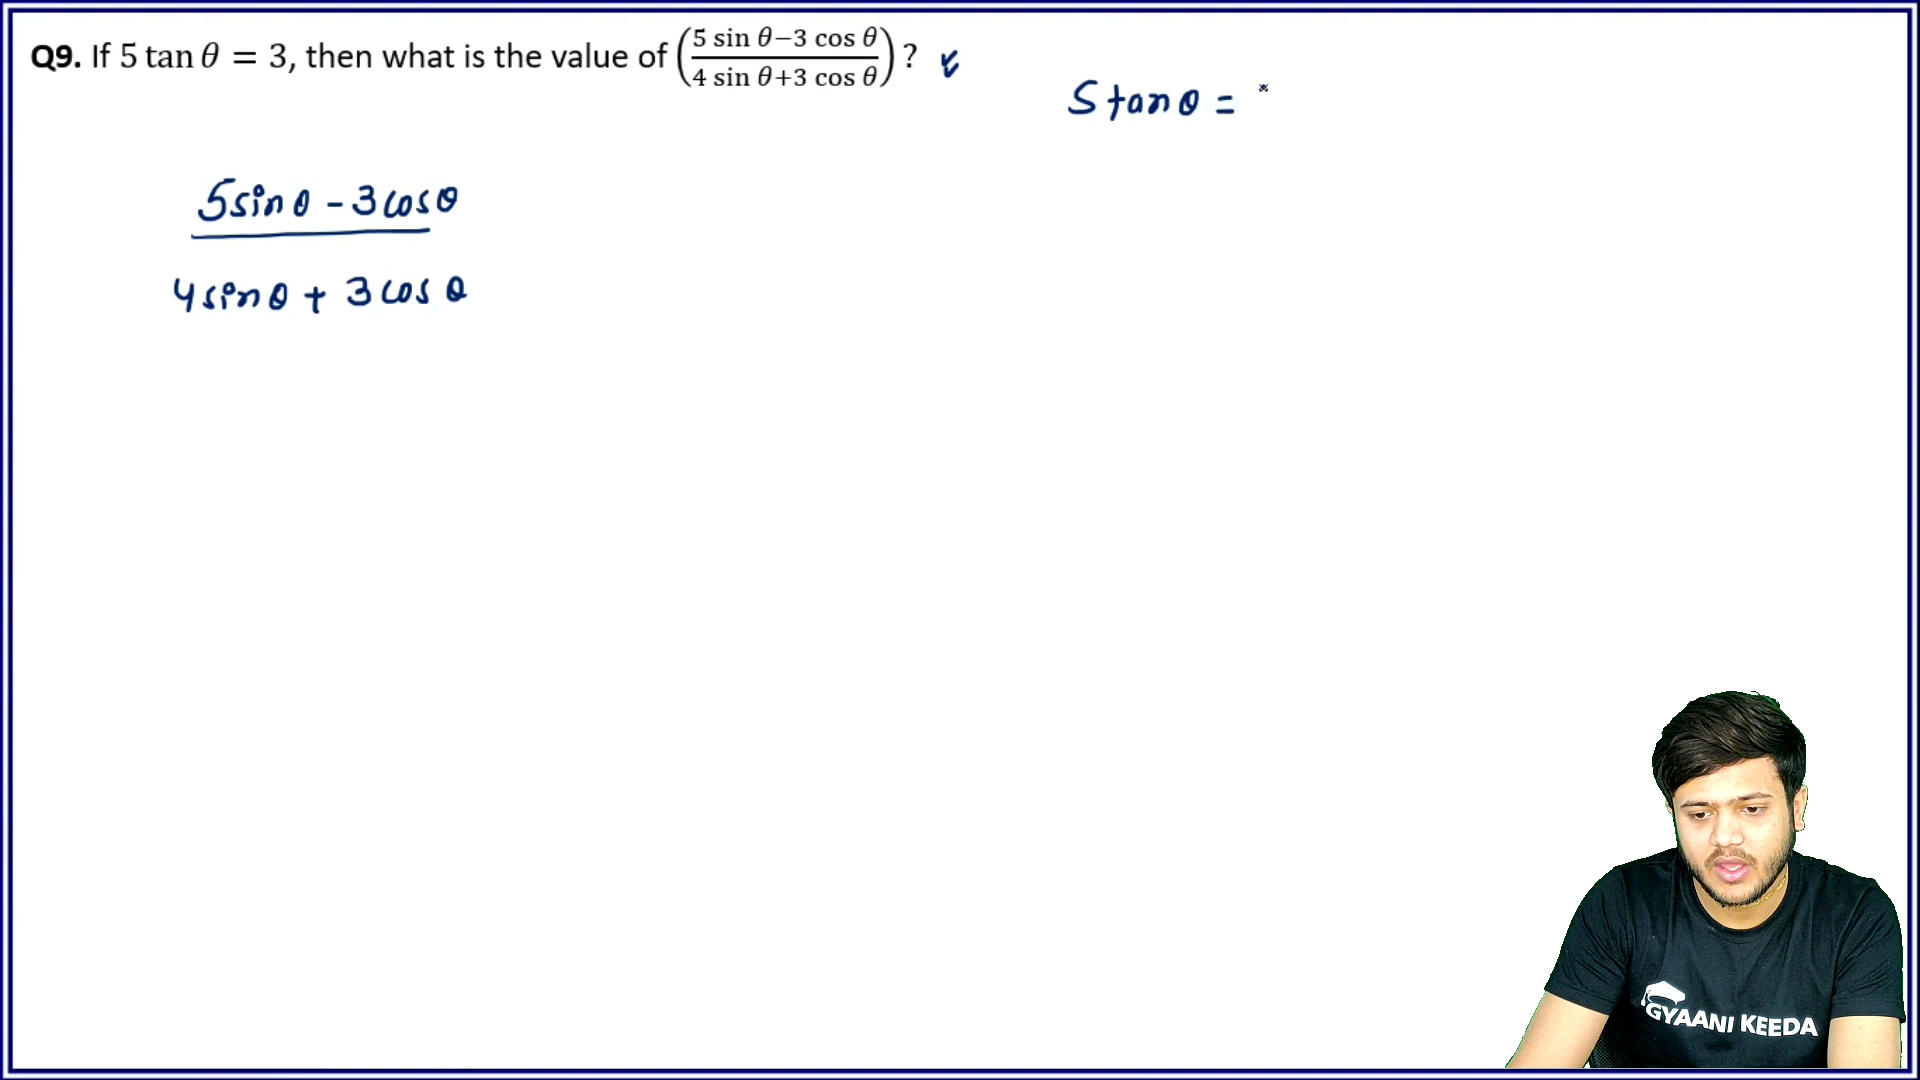 Q9. If 5 tan θ = 3, then what is the value of (5 sin θ−3 cos θ / 4 sin θ+3 cos θ) ?
5 tan θ =
5 sin θ - 3 cos θ
4 sin θ + 3 cos θ
GYAANI KEEDA